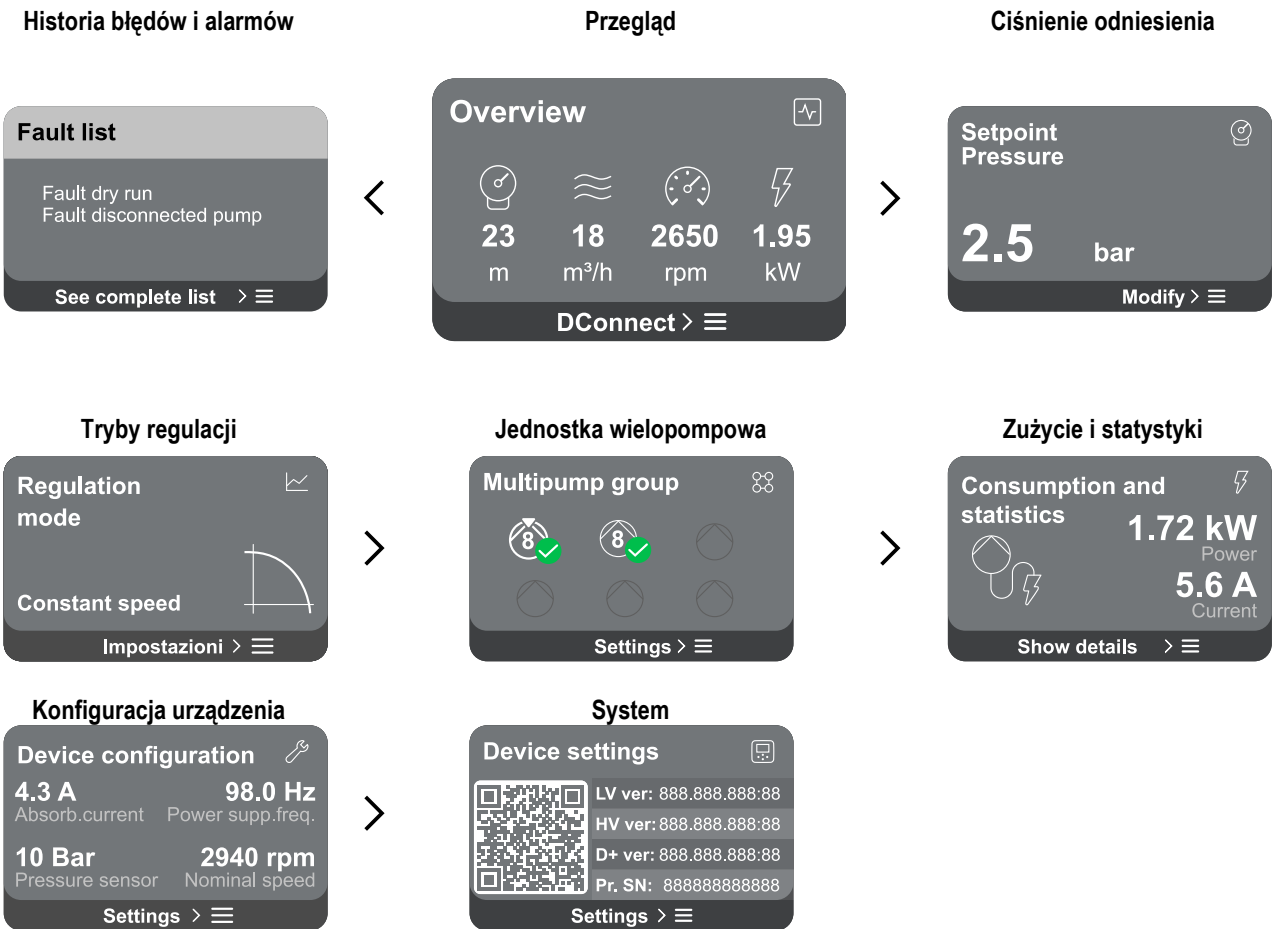 Historia błędów i alarmów
Przegląd
Ciśnienie odniesienia
Fault list
Fault dry run
Fault disconnected pump
See complete list > ☰
<
Overview
23 18 2650 1.95
m m³/h rpm kW
DConnect > ☰
>
Setpoint
Pressure
2.5 bar
Modify > ☰
Tryby regulacji
Jednostka wielopompowa
Zużycie i statystyki
Regulation
mode
Constant speed
Impostazioni > ☰
>
Multipump group
8 8
Settings > ☰
>
Consumption and
statistics
1.72 kW
Power
5.6 A
Current
Show details > ☰
Konfiguracja urządzenia
System
Device configuration
4.3 A 98.0 Hz
Absorb.current Power supp.freq.
10 Bar 2940 rpm
Pressure sensor Nominal speed
Settings > ☰
>
Device settings
LV ver: 888.888.888:88
HV ver: 888.888.888:88
D+ ver: 888.888.888:88
Pr. SN: 888888888888
Settings > ☰